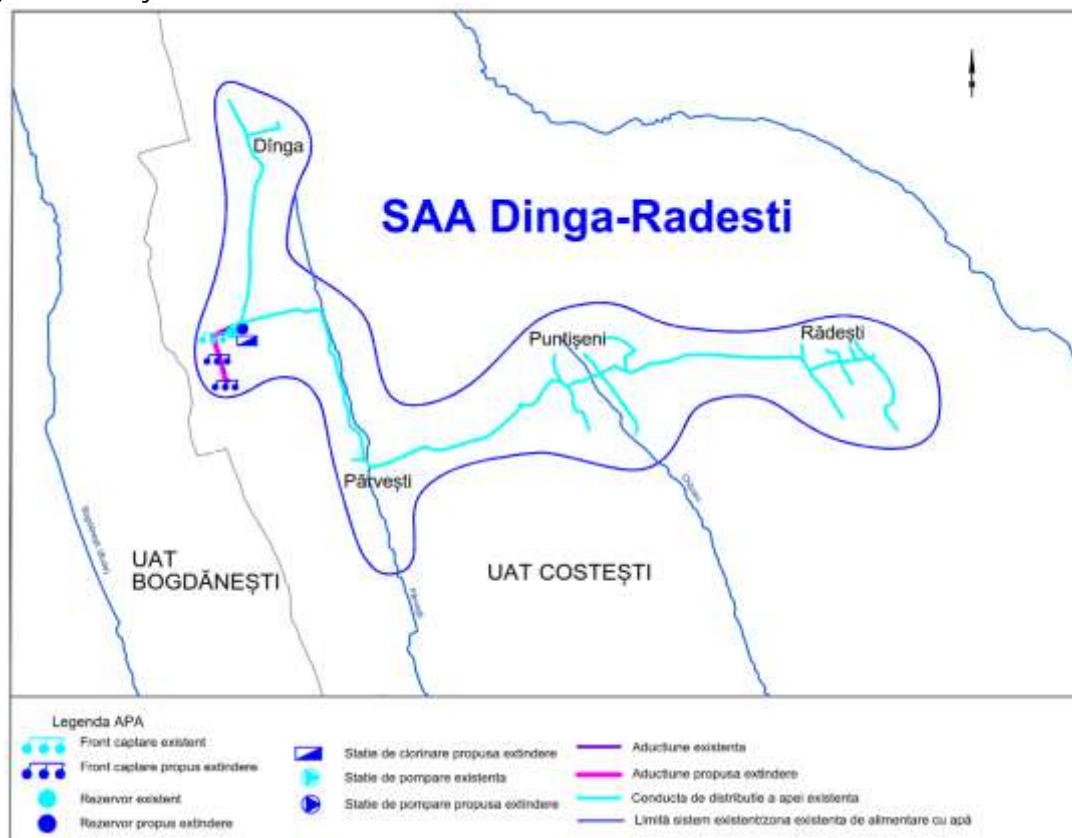 Dînga
SAA Dinga-Radesti
Puntișeni
Rădești
Pârvești
UAT
BOGDĂNEȘTI
UAT COSTEȘTI
Legenda APA
Front captare existent
Front captare propus extindere
Rezervor existent
Rezervor propus extindere
Statie de clorinare propusa extindere
Statie de pompare existenta
Statie de pompare propusa extindere
Aductiune existenta
Aductiune propusa extindere
Conducta de distributie a apei existenta
Limită sistem existent/zona existenta de alimentare cu apă